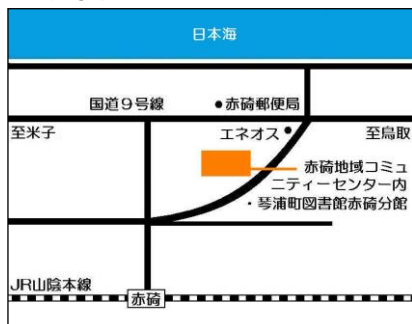 日本海
国道9号線
●赤碕郵便局
至米子
エネオス●
至鳥取
赤碕地域コミュ
ニティーセンター内
・琴浦町図書館赤碕分館
JR山陰本線
赤碕